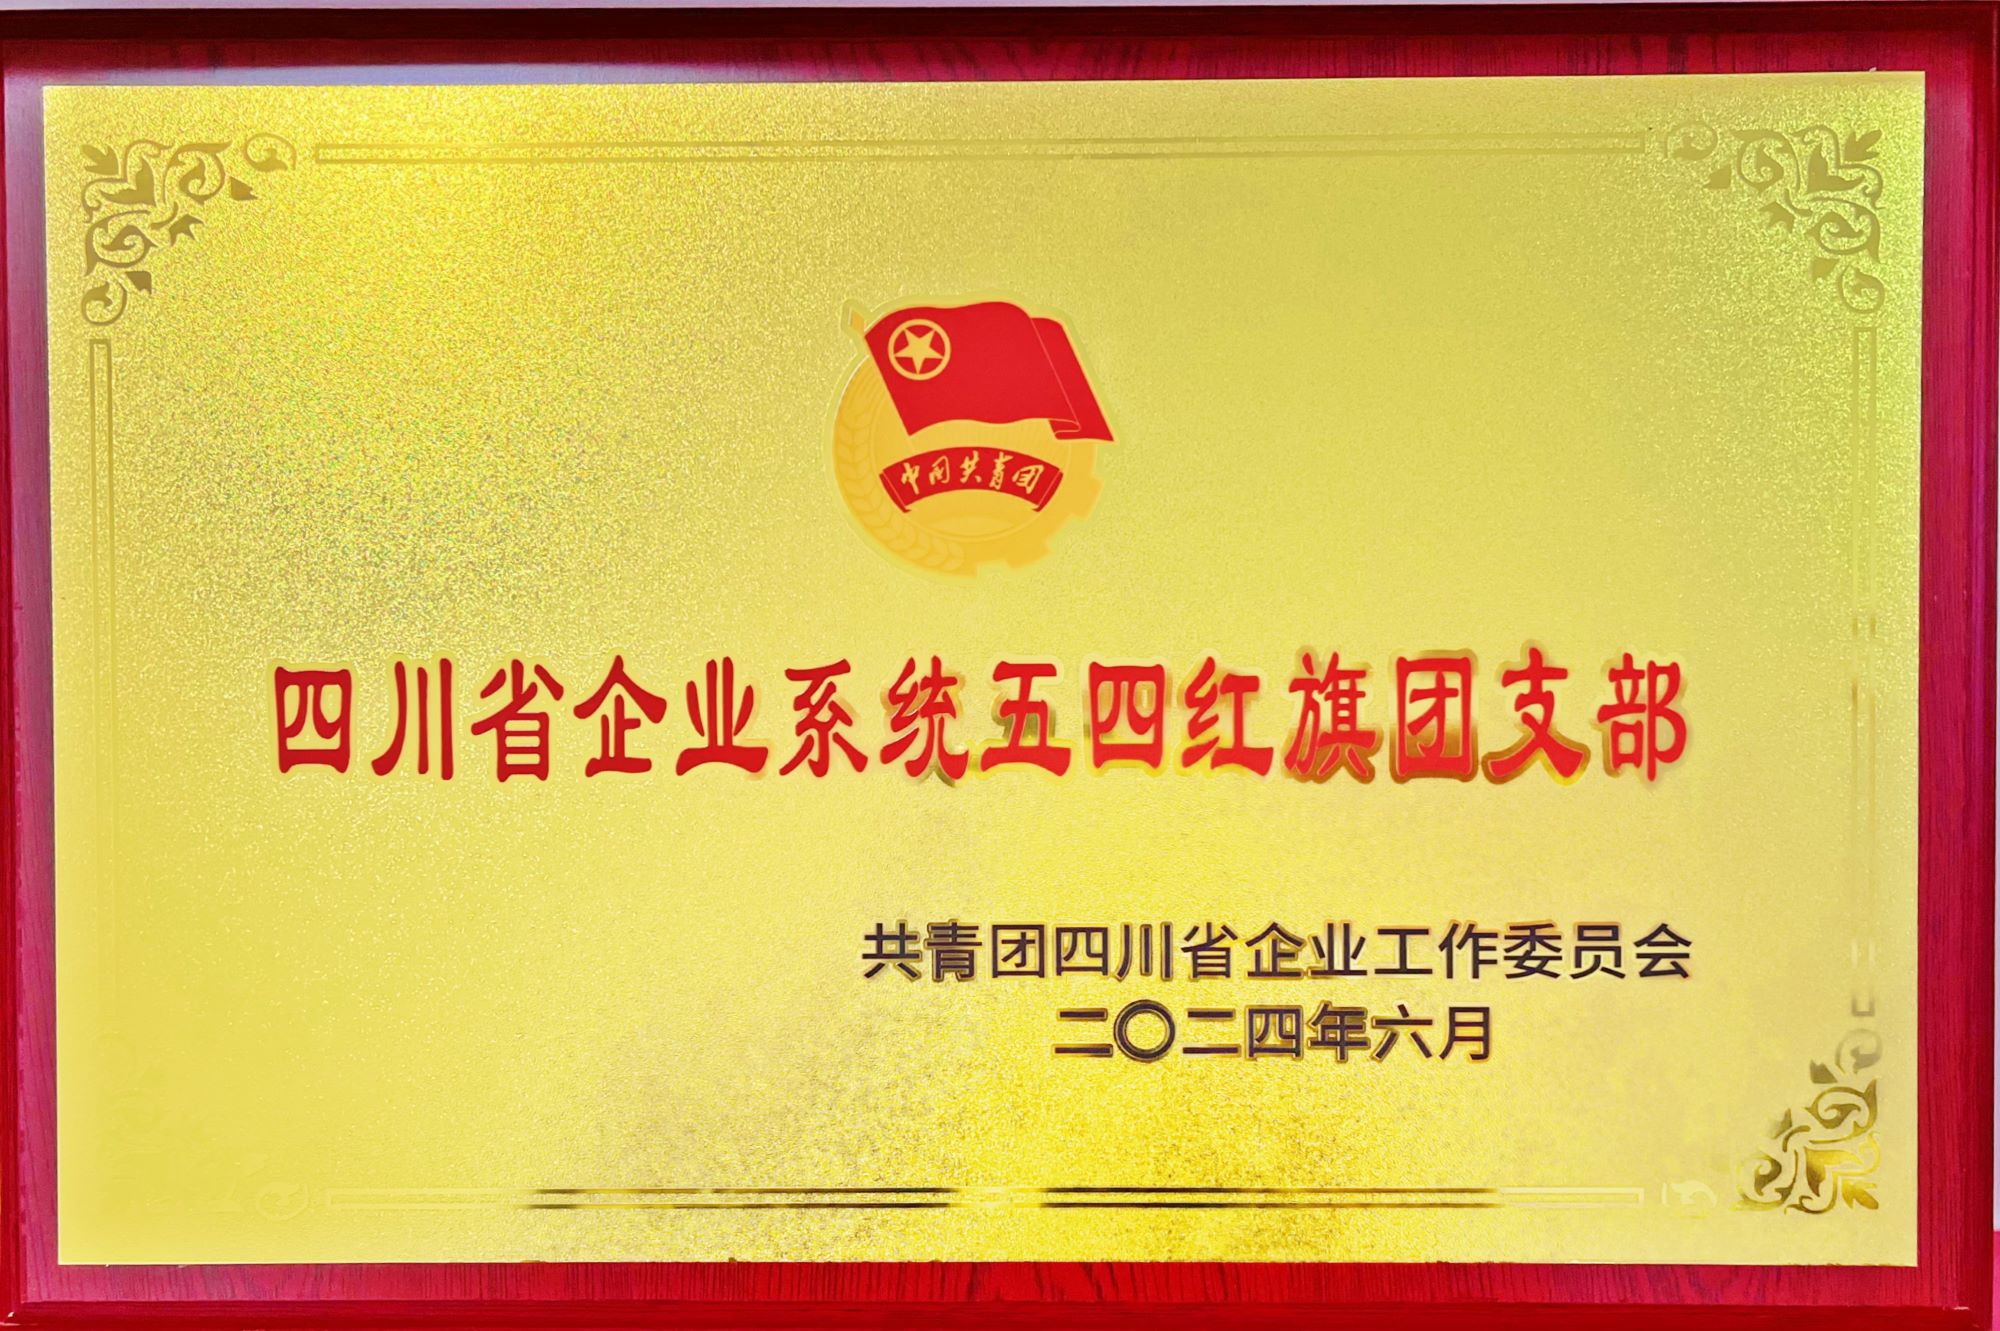 中国共青团
四川省企业系统五四红旗团支部
共青团四川省企业工作委员会
二〇二四年六月